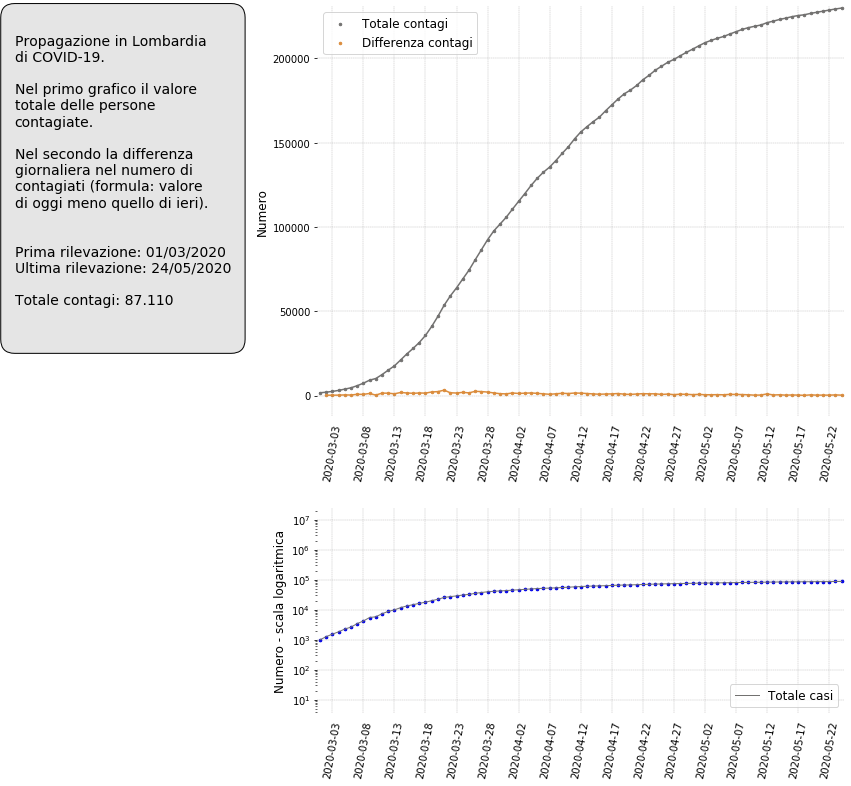 Propagazione in Lombardia
di COVID-19.
Nel primo grafico il valore
totale delle persone
contagiate.
Nel secondo la differenza
giornaliera nel numero di
contagiati (formula: valore
di oggi meno quello di ieri).
Prima rilevazione: 01/03/2020
Ultima rilevazione: 24/05/2020
Totale contagi: 87.110
Totale contagi
Differenza contagi
Numero
200000
150000
100000
50000
0
2020-03-03
2020-03-08
2020-03-13
2020-03-18
2020-03-23
2020-03-28
2020-04-02
2020-04-07
2020-04-12
2020-04-17
2020-04-22
2020-04-27
2020-05-02
2020-05-07
2020-05-12
2020-05-17
2020-05-22
Numero - scala logaritmica
10⁷
10⁶
10⁵
10⁴
10³
10²
10¹
Totale casi
2020-03-03
2020-03-08
2020-03-13
2020-03-18
2020-03-23
2020-03-28
2020-04-02
2020-04-07
2020-04-12
2020-04-17
2020-04-22
2020-04-27
2020-05-02
2020-05-07
2020-05-12
2020-05-17
2020-05-22